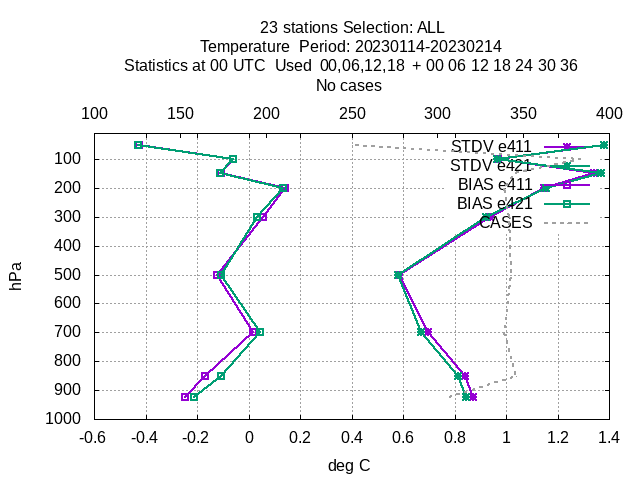 23 stations Selection: ALL
Temperature  Period: 20230114-20230214
Statistics at 00 UTC  Used  00,06,12,18  + 00 06 12 18 24 30 36
No cases
100 150 200 250 300 350 400
STDV e411
100
STDV e421
BIAS e411
200
BIAS e421
300
CASES
400
hPa
500
600
700
800
900
1000
-0.6 -0.4 -0.2 0 0.2 0.4 0.6 0.8 1 1.2 1.4
deg C